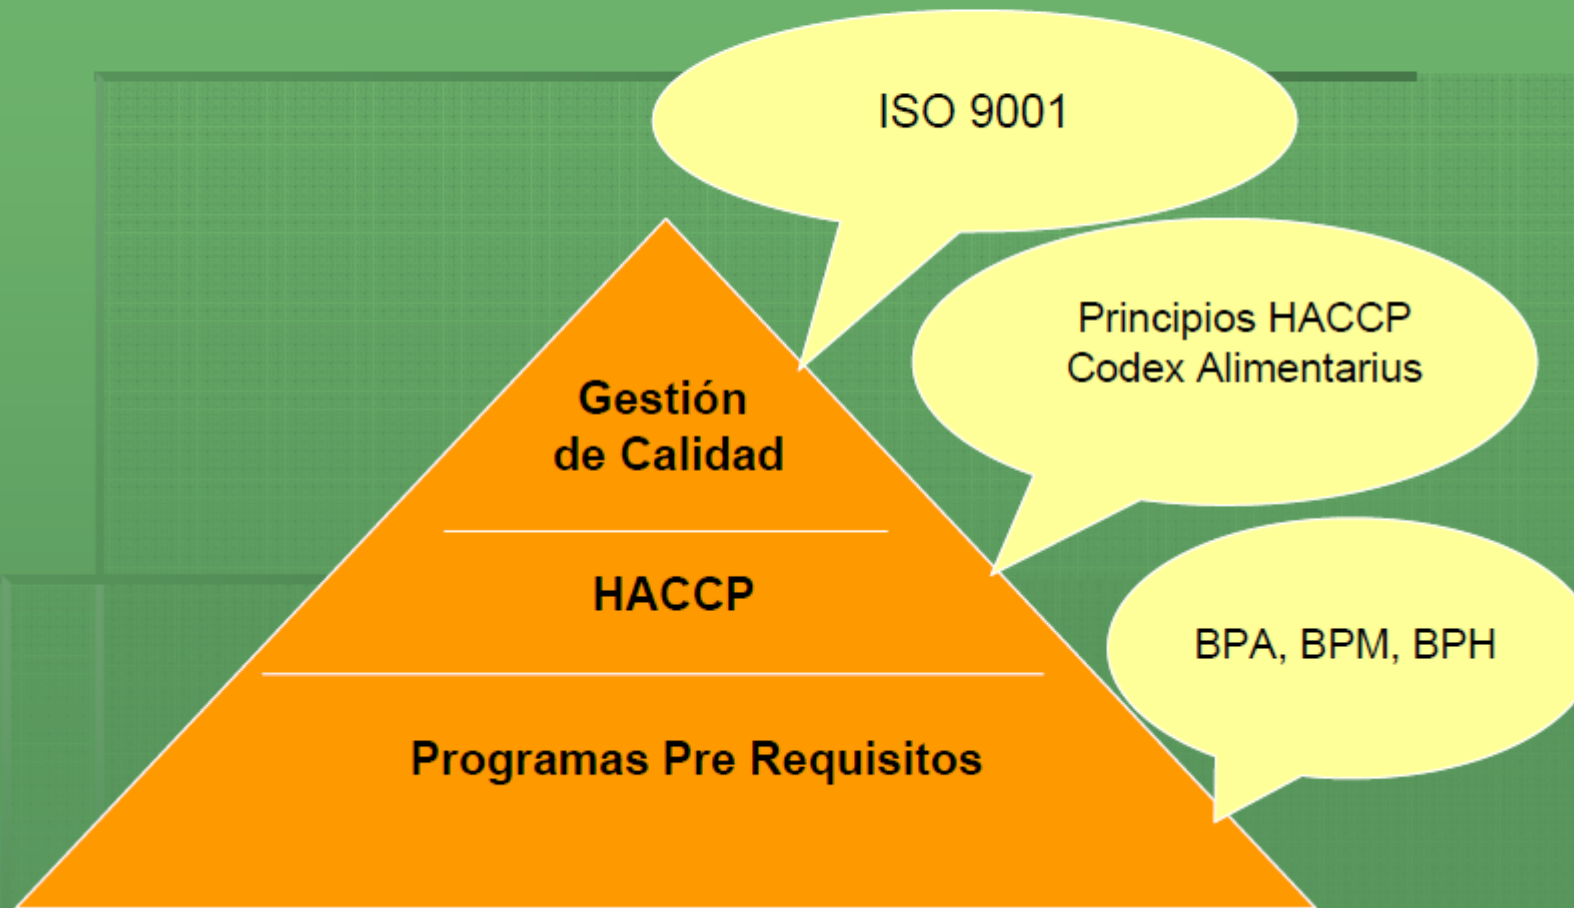 ISO 9001
Principios HACCP
Codex Alimentarius
Gestión
de Calidad
HACCP
BPA, BPM, BPH
Programas Pre Requisitos